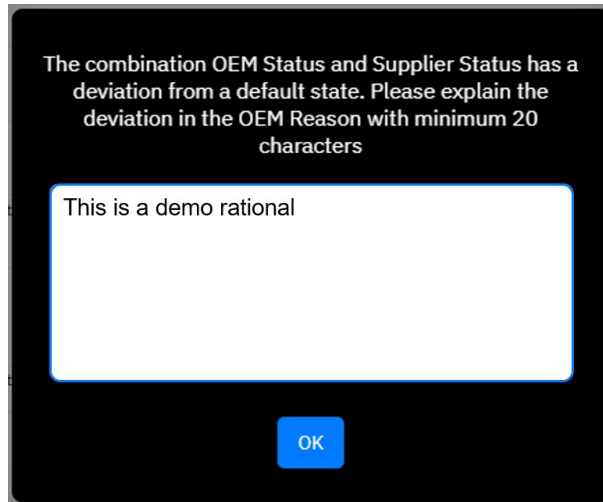 The combination OEM Status and Supplier Status has a
deviation from a default state. Please explain the
deviation in the OEM Reason with minimum 20
characters
This is a demo rational
OK